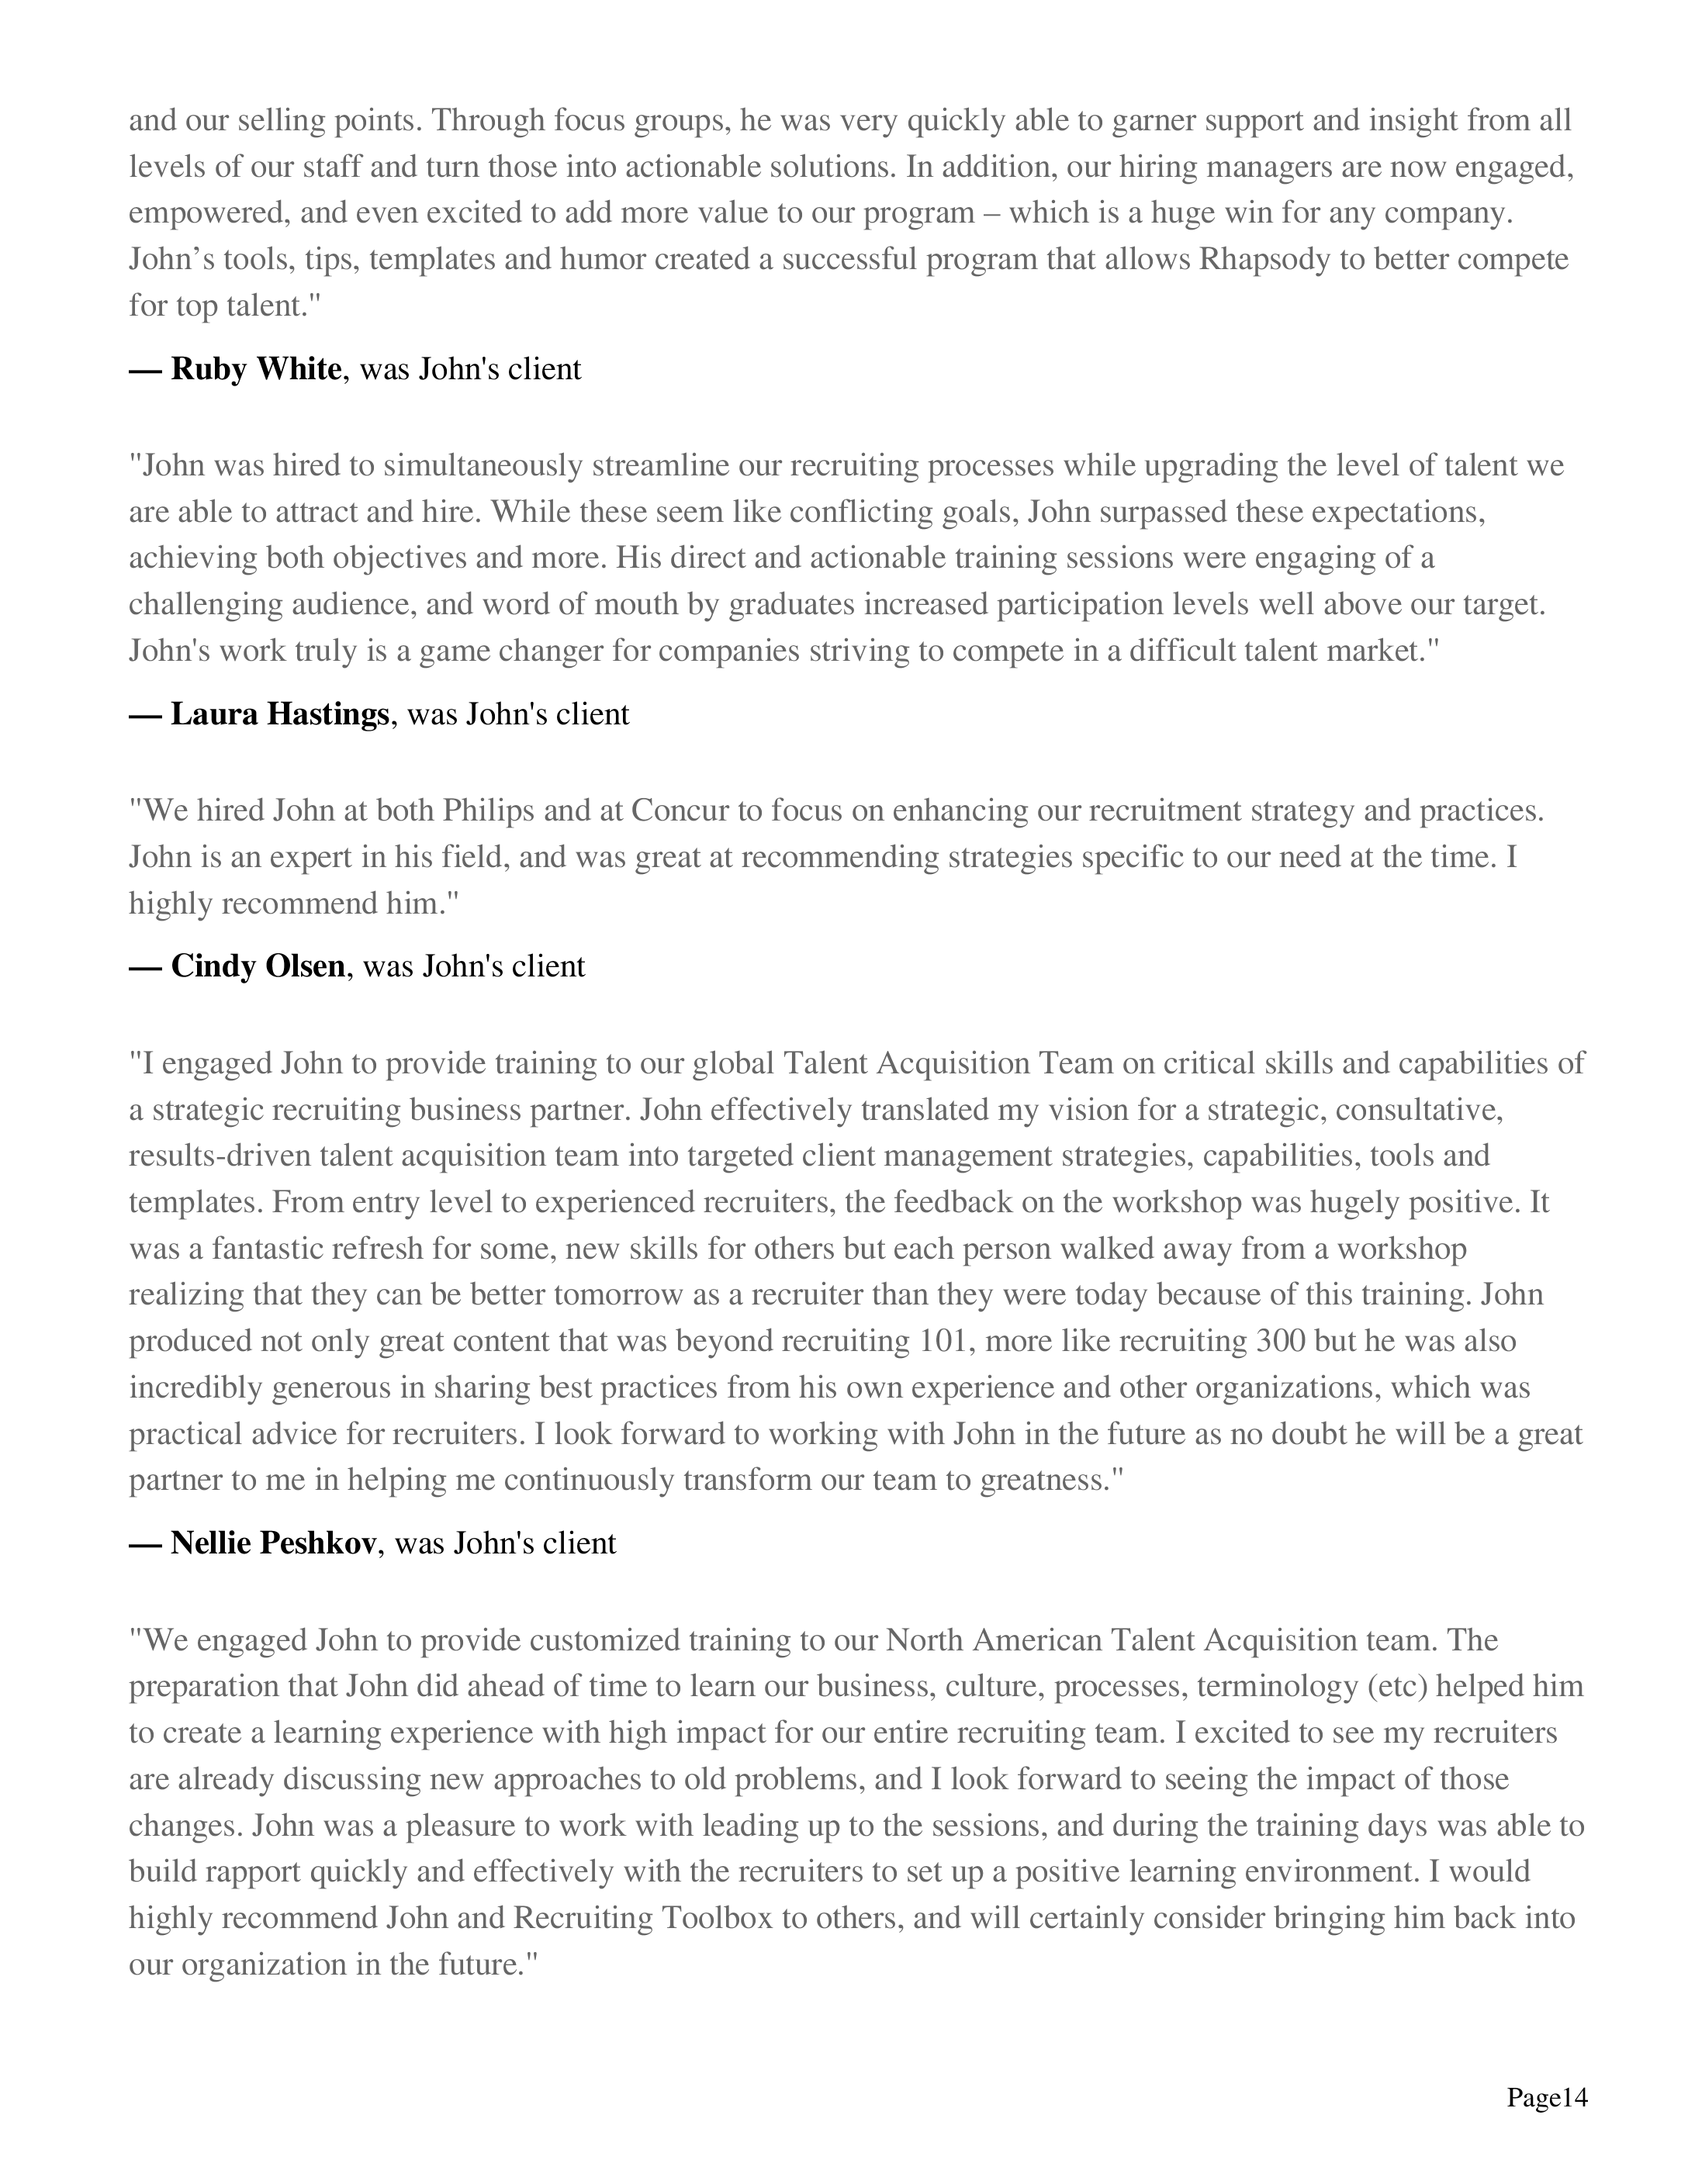 and our selling points. Through focus groups, he was very quickly able to garner support and insight from all
levels of our staff and turn those into actionable solutions. In addition, our hiring managers are now engaged,
empowered, and even excited to add more value to our program – which is a huge win for any company.
John’s tools, tips, templates and humor created a successful program that allows Rhapsody to better compete
for top talent."
— Ruby White, was John's client
"John was hired to simultaneously streamline our recruiting processes while upgrading the level of talent we
are able to attract and hire. While these seem like conflicting goals, John surpassed these expectations,
achieving both objectives and more. His direct and actionable training sessions were engaging of a
challenging audience, and word of mouth by graduates increased participation levels well above our target.
John's work truly is a game changer for companies striving to compete in a difficult talent market."
— Laura Hastings, was John's client
"We hired John at both Philips and at Concur to focus on enhancing our recruitment strategy and practices.
John is an expert in his field, and was great at recommending strategies specific to our need at the time. I
highly recommend him."
— Cindy Olsen, was John's client
"I engaged John to provide training to our global Talent Acquisition Team on critical skills and capabilities of
a strategic recruiting business partner. John effectively translated my vision for a strategic, consultative,
results-driven talent acquisition team into targeted client management strategies, capabilities, tools and
templates. From entry level to experienced recruiters, the feedback on the workshop was hugely positive. It
was a fantastic refresh for some, new skills for others but each person walked away from a workshop
realizing that they can be better tomorrow as a recruiter than they were today because of this training. John
produced not only great content that was beyond recruiting 101, more like recruiting 300 but he was also
incredibly generous in sharing best practices from his own experience and other organizations, which was
practical advice for recruiters. I look forward to working with John in the future as no doubt he will be a great
partner to me in helping me continuously transform our team to greatness."
— Nellie Peshkov, was John's client
"We engaged John to provide customized training to our North American Talent Acquisition team. The
preparation that John did ahead of time to learn our business, culture, processes, terminology (etc) helped him
to create a learning experience with high impact for our entire recruiting team. I excited to see my recruiters
are already discussing new approaches to old problems, and I look forward to seeing the impact of those
changes. John was a pleasure to work with leading up to the sessions, and during the training days was able to
build rapport quickly and effectively with the recruiters to set up a positive learning environment. I would
highly recommend John and Recruiting Toolbox to others, and will certainly consider bringing him back into
our organization in the future."
Page14